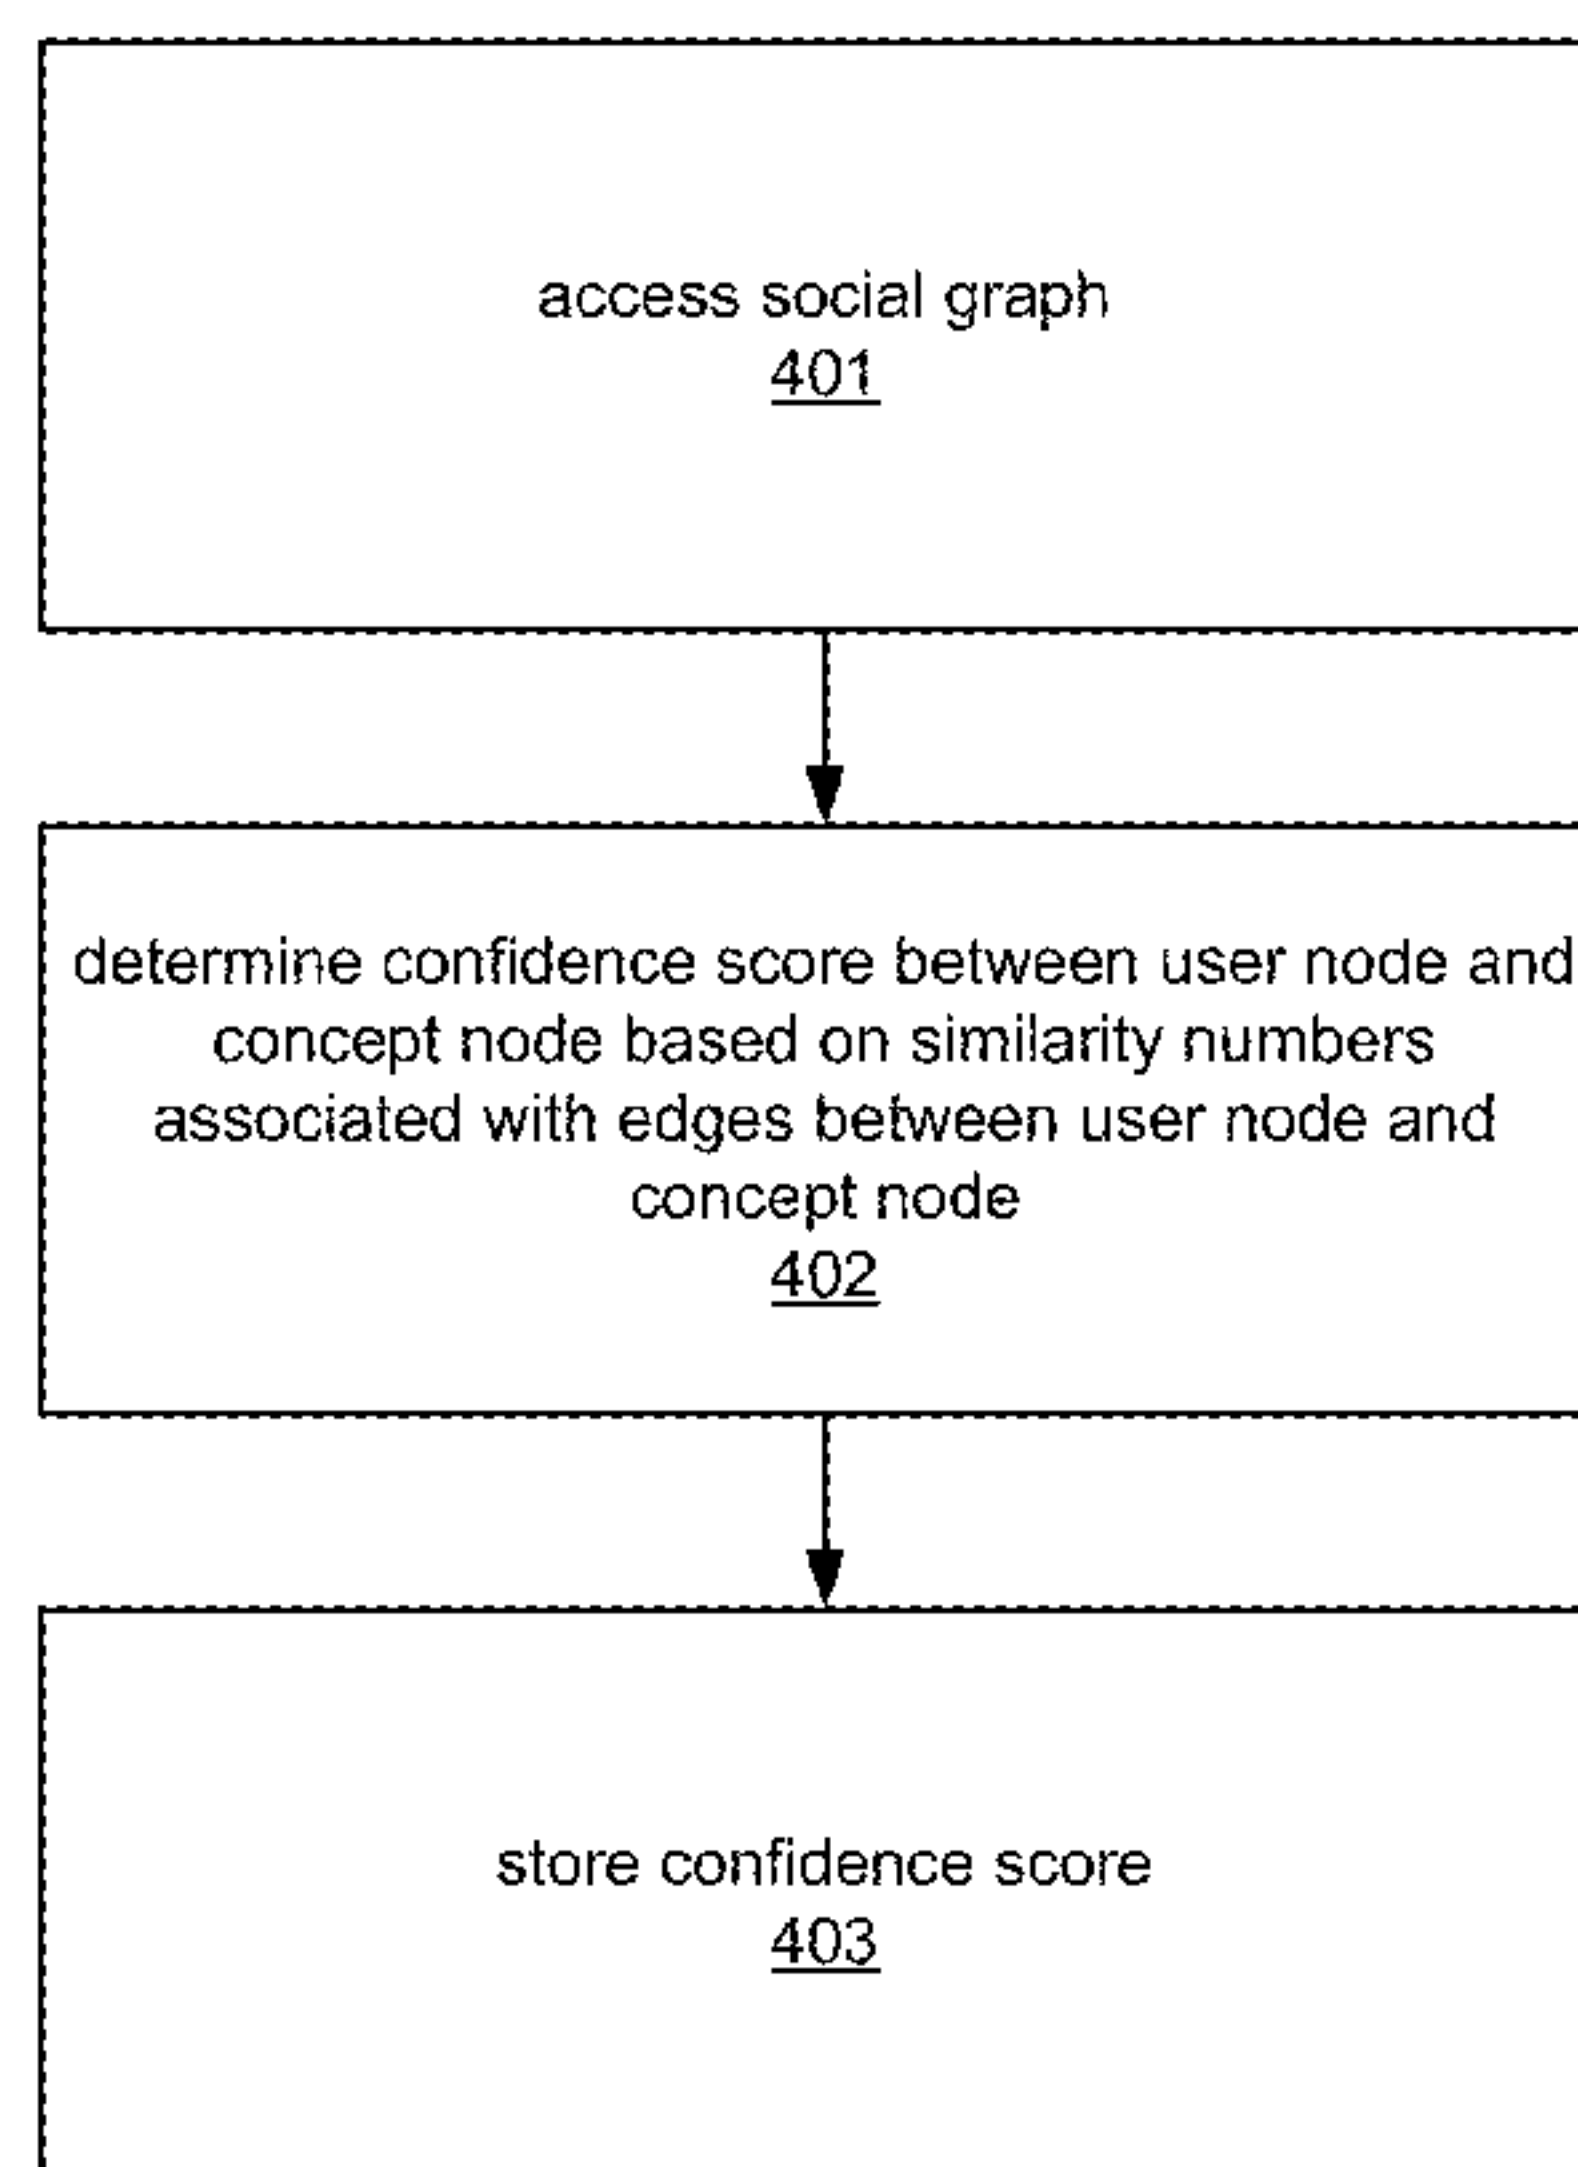 access social graph
401
determine confidence score between user node and
concept node based on similarity numbers
associated with edges between user node and
concept node
402
store confidence score
403